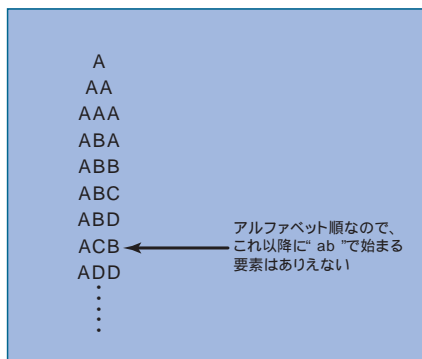 A
AA
AAA
ABA
ABB
ABC
ABD
ACB
ADD
アルファベット順なので、
これ以降に“ ab ”で始まる
要素はありえない